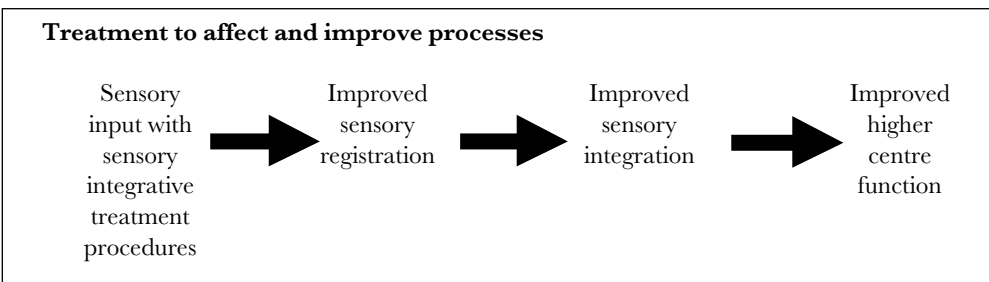 Treatment to affect and improve processes
Sensory
input with
sensory
integrative
treatment
procedures
Improved
sensory
registration
Improved
sensory
integration
Improved
higher
centre
function